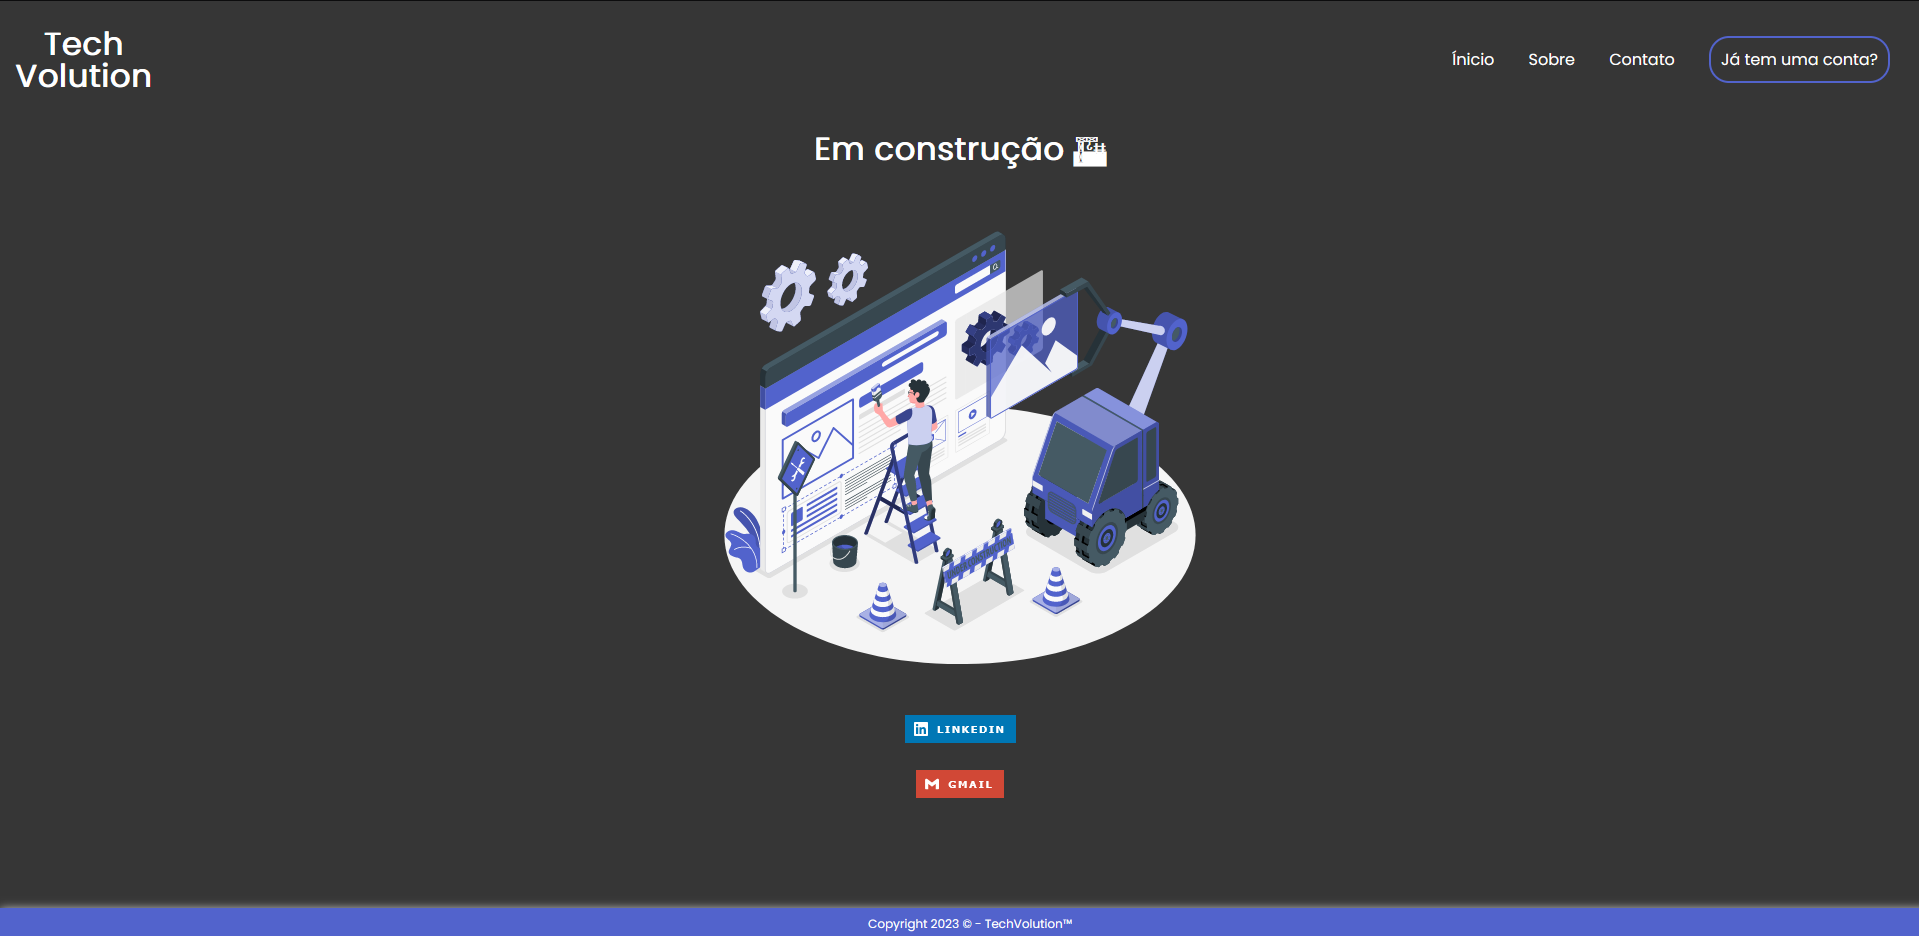 Tech
Volution
Ínicio
Sobre
Contato
Já tem uma conta?
Em construção 🏗
LINKEDIN
GMAIL
Copyright 2023 © - TechVolution™